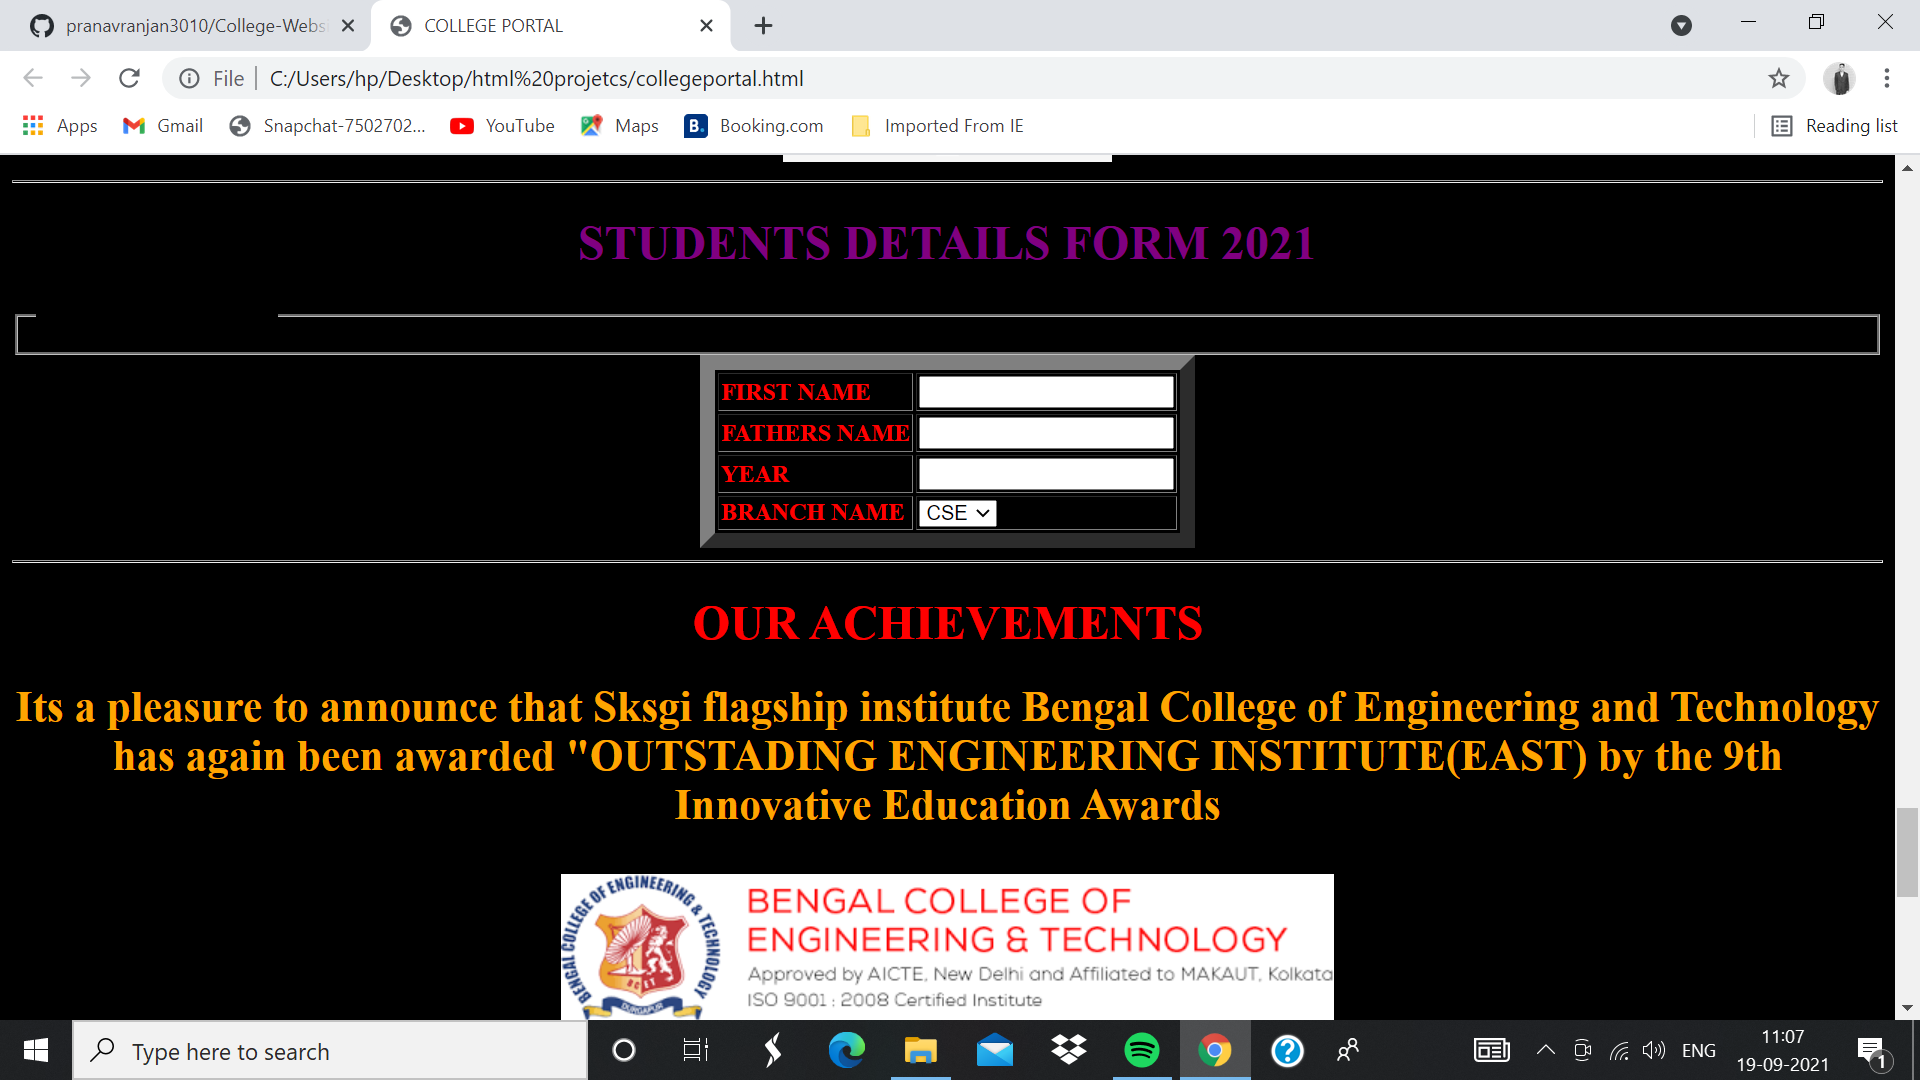 pranavranjan3010/College-Webs
COLLEGE PORTAL
File
C:/Users/hp/Desktop/html%20projetcs/collegeportal.html
Apps
Gmail
Snapchat-7502702...
YouTube
B.
Booking.com
Maps
Imported From IE
Reading list
STUDENTS DETAILS FORM 2021
FIRST NAME
FATHERS NAME
YEAR
BRANCH NAME CSE
OUR ACHIEVEMENTS
Its a pleasure to announce that Sksgi flagship institute Bengal College of Engineering and Technology
has again been awarded "OUTSTADING ENGINEERING INSTITUTE(EAST) by the 9th
Innovative Education Awards
BENGAL COLLEGE OF ENGINEERING & TECHNOLOGY
BCET
DURGAPUR
BENGAL COLLEGE OF
ENGINEERING & TECHNOLOGY
Approved by AICTE, New Delhi and Affiliated to MAKAUT, Kolkata
ISO 9001 : 2008 Certified Institute
Type here to search
ENG
11:07
19-09-2021
1